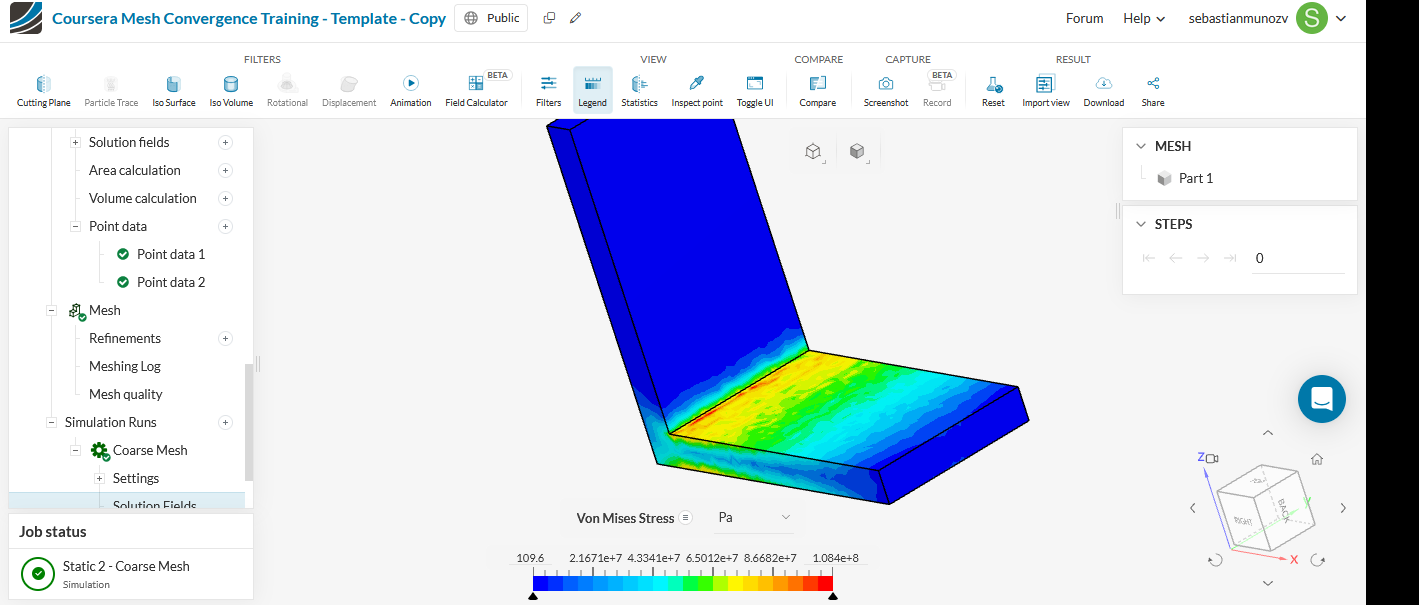 Coursera Mesh Convergence Training - Template - Copy
Public
Forum
Help
sebastianmunozv
S
FILTERS
VIEW
COMPARE
CAPTURE
RESULT
Cutting Plane
Particle Trace
Iso Surface
Iso Volume
Rotational
Displacement
Animation
BETA
Field Calculator
Filters
Legend
Statistics
Inspect point
Toggle UI
Compare
Screenshot
BETA
Record
Reset
Import view
Download
Share
Solution fields
Area calculation
Volume calculation
Point data
Point data 1
Point data 2
Mesh
Refinements
Meshing Log
Mesh quality
Simulation Runs
Coarse Mesh
Settings
Solution Fields
Job status
Static 2 - Coarse Mesh
Simulation
MESH
Part 1
STEPS
0
Von Mises Stress
Pa
109.6 2.1671e+7 4.3341e+7 6.5012e+7 8.6682e+7 1.084e+8
Z
RIGHT
BACK
Y
X